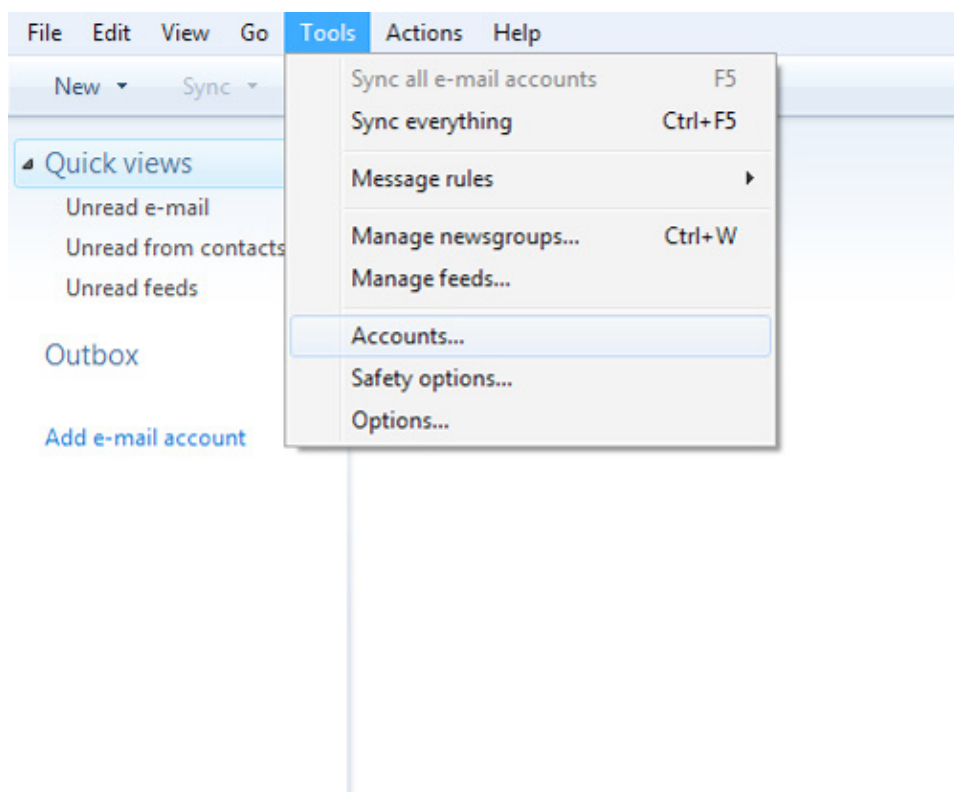 File Edit View Go Tools Actions Help
New Sync
Sync all e-mail accounts F5
Sync everything Ctrl+F5
Message rules
Manage newsgroups... Ctrl+W
Manage feeds...
Accounts...
Safety options...
Options...
Quick views
Unread e-mail
Unread from contacts
Unread feeds
Outbox
Add e-mail account